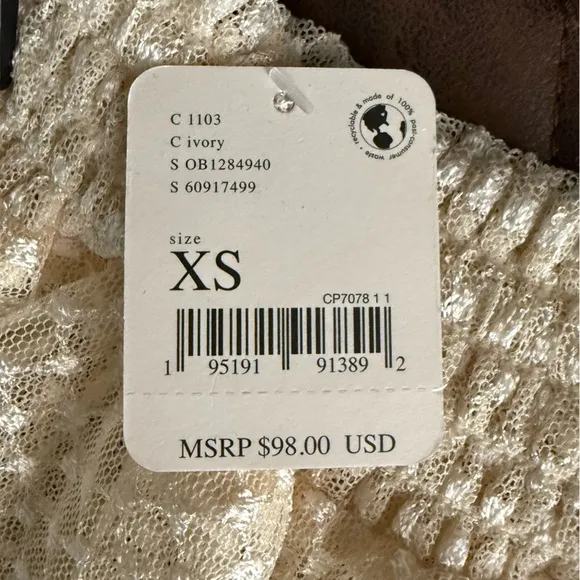 C 1103
C ivory
S OB1284940
S 60917499
recyclable & made of 100% post-consumer waste •
size
XS
CP7078 1 1
1 95191 91389 2
MSRP $98.00 USD